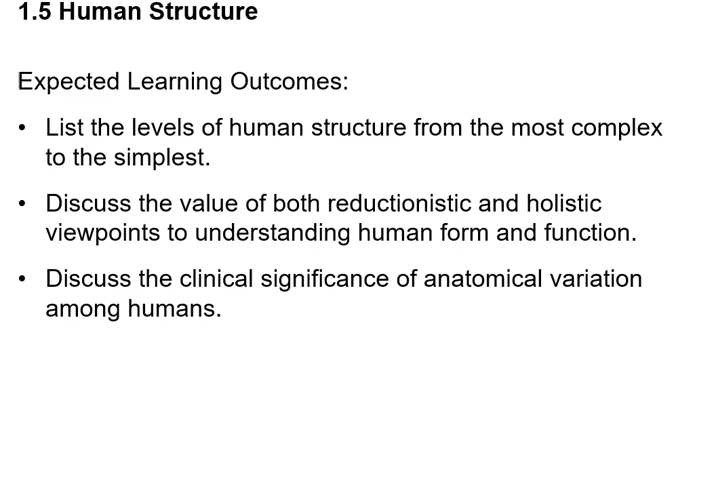 1.5 Human Structure
Expected Learning Outcomes:
• List the levels of human structure from the most complex
to the simplest.
• Discuss the value of both reductionistic and holistic
viewpoints to understanding human form and function.
• Discuss the clinical significance of anatomical variation
among humans.